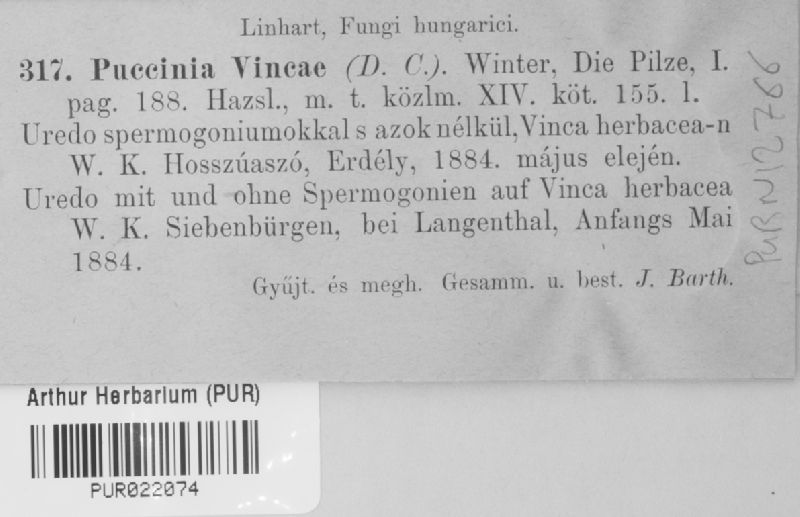 Linhart, Fungi hungarici.
317. Puccinia Vincae (D. C.). Winter, Die Pilze, I.
pag. 188. Hazsl., m. t. közlm. XIV. köt. 155. l.
Uredo spermogoniumokkal s azok nélkül, Vinca herbacea-n
W. K. Hosszúaszó, Erdély, 1884. május elején.
Uredo mit und ohne Spermogonien auf Vinca herbacea
W. K. Siebenbürgen, bei Langenthal, Anfangs Mai
1884.
Gyűjt. és megh. Gesamm. u. best. J. Barth.
PUR N12766
Arthur Herbarium (PUR)
PUR022074